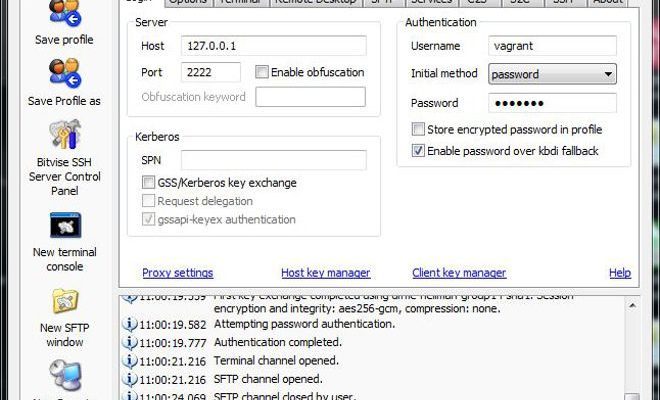 Login Options Terminal Remote Desktop SFTP Services C2S S2C SSH About
Save profile
Save Profile as
Bitvise SSH
Server Control
Panel
New terminal
console
New SFTP
window
Server
Host 127.0.0.1
Port 2222 Enable obfuscation
Obfuscation keyword
Kerberos
SPN
GSS/Kerberos key exchange
Request delegation
gssapi-keyex authentication
Authentication
Username vagrant
Initial method password
Password •••••••
Store encrypted password in profile
Enable password over kbdi fallback
Proxy settings Host key manager Client key manager Help
11:00:19.539 First key exchange completed using Session
encryption and integrity: aes256-gcm, compression: none.
11:00:19.582 Attempting password authentication.
11:00:19.777 Authentication completed.
11:00:21.216 Terminal channel opened.
11:00:21.216 SFTP channel opened.
11:00:24.069 SFTP channel closed by user.